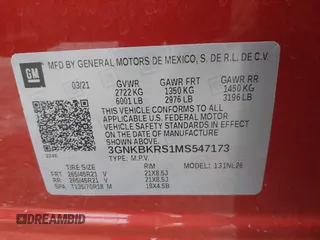 GM
MFD BY GENERAL MOTORS DE MEXICO, S. DE R.L. DE C.V.
03/21 GVWR GAWR FRT GAWR RR
2722 KG 1350 KG 1450 KG
6001 LB 2976 LB 3196 LB
THIS VEHICLE CONFORMS TO ALL
APPLICABLE U.S. FEDERAL MOTOR
VEHICLE SAFETY AND THEFT PREVENTION
STANDARDS IN EFFECT ON THE DATE OF
MANUFACTURE SHOWN ABOVE.
3GNKBKRS1MS547173
TYPE: M.P.V. MODEL: 131NL26
TIRE SIZE RIM
FRT 265/45R21 V 21X8.5J
RR 265/45R21 V 21X8.5J
SPA T135/70R18 M 18X4.5B
DREAMBID